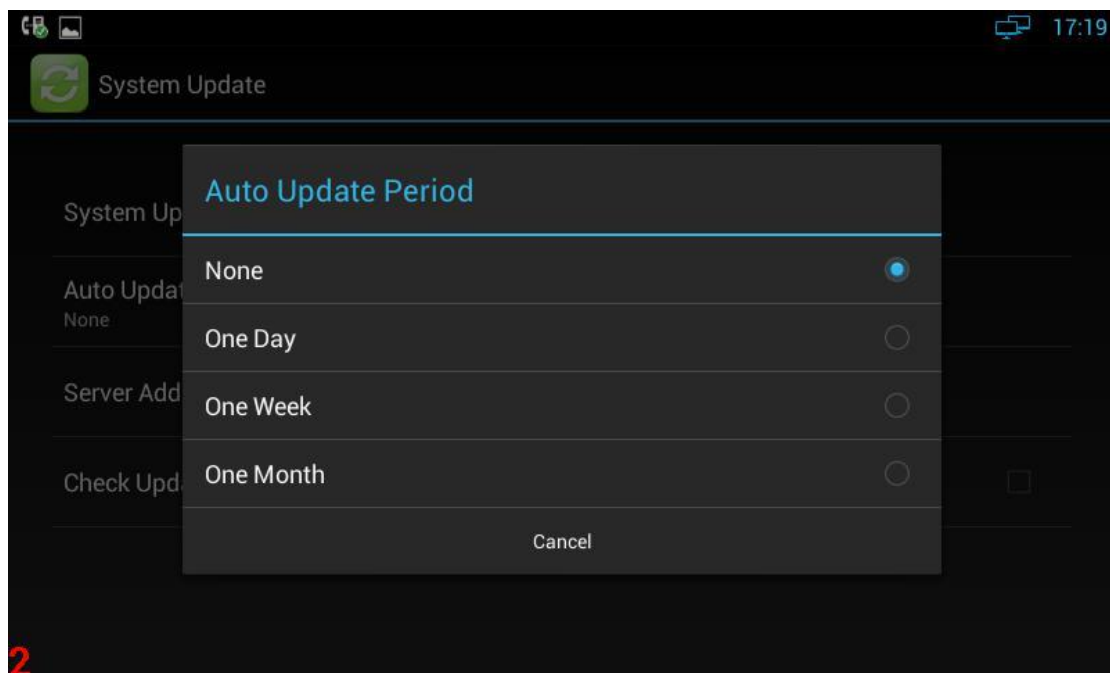 17:19
System Update
Auto Update Period
System Up
None
Auto Updat
None
One Day
Server Add
One Week
Check Upd
One Month
Cancel
2